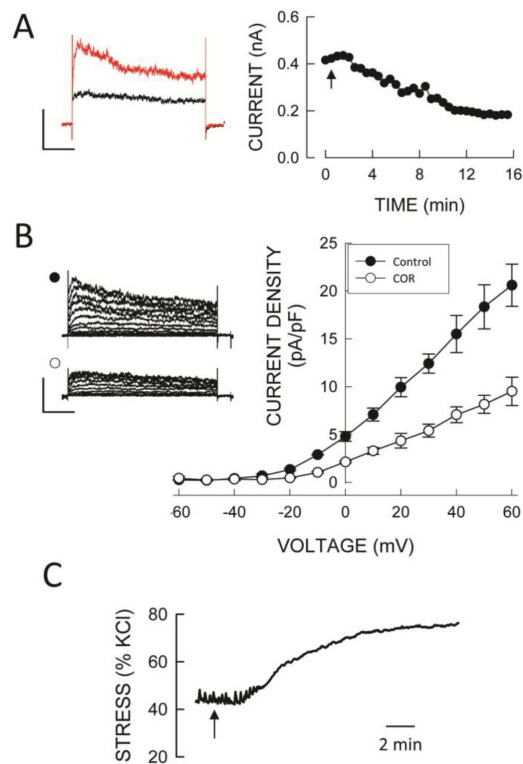 A
CURRENT (nA)
0.6
0.4
0.2
0.0
0 4 8 12 16
TIME (min)
B
CURRENT DENSITY
(pA/pF)
25
20
15
10
5
0
Control
COR
-60 -40 -20 0 20 40 60
VOLTAGE (mV)
C
STRESS (% KCl)
80
60
40
20
2 min